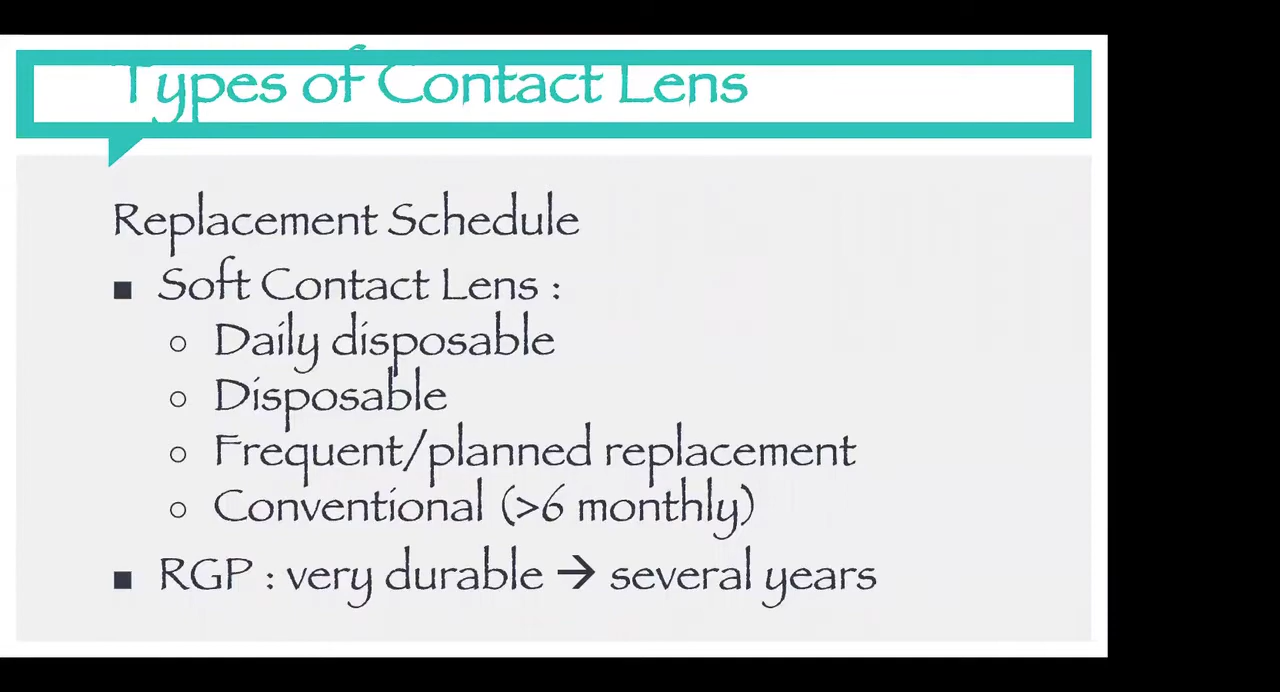 Types of Contact Lens
Replacement Schedule
■ Soft Contact Lens :
○ Daily disposable
○ Disposable
○ Frequent/planned replacement
○ Conventional (>6 monthly)
■ RGP : very durable → several years